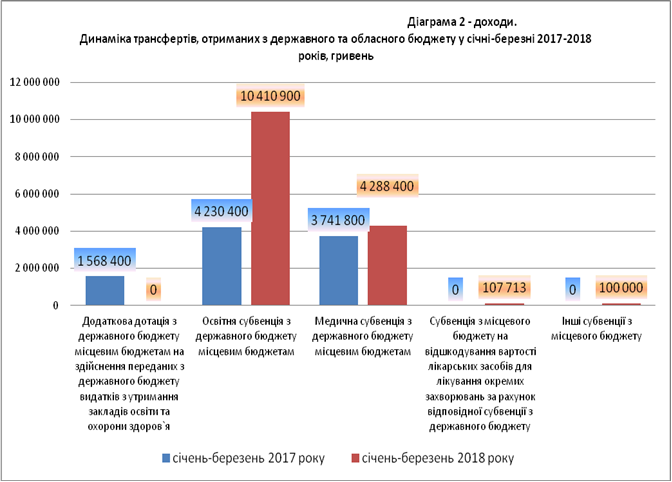 Діаграма 2 - доходи.
Динаміка трансфертів, отриманих з державного та обласного бюджету у січні-березні 2017-2018
років, гривень
12 000 000
10 000 000
8 000 000
6 000 000
4 000 000
2 000 000
0
1 568 400
0
4 230 400
10 410 900
3 741 800
4 288 400
0
107 713
0
100 000
Додаткова дотація з
державного бюджету
місцевим бюджетам на
здійснення переданих з
державного бюджету
видатків з утримання
закладів освіти та
охорони здоров`я
Освітня субвенція з
державного бюджету
місцевим бюджетам
Медична субвенція з
державного бюджету
місцевим бюджетам
Субвенція з місцевого
бюджету на
відшкодування вартості
лікарських засобів для
лікування окремих
захворювань за рахунок
відповідної субвенції з
державного бюджету
Інші субвенції з
місцевого бюджету
січень-березень 2017 року
січень-березень 2018 року